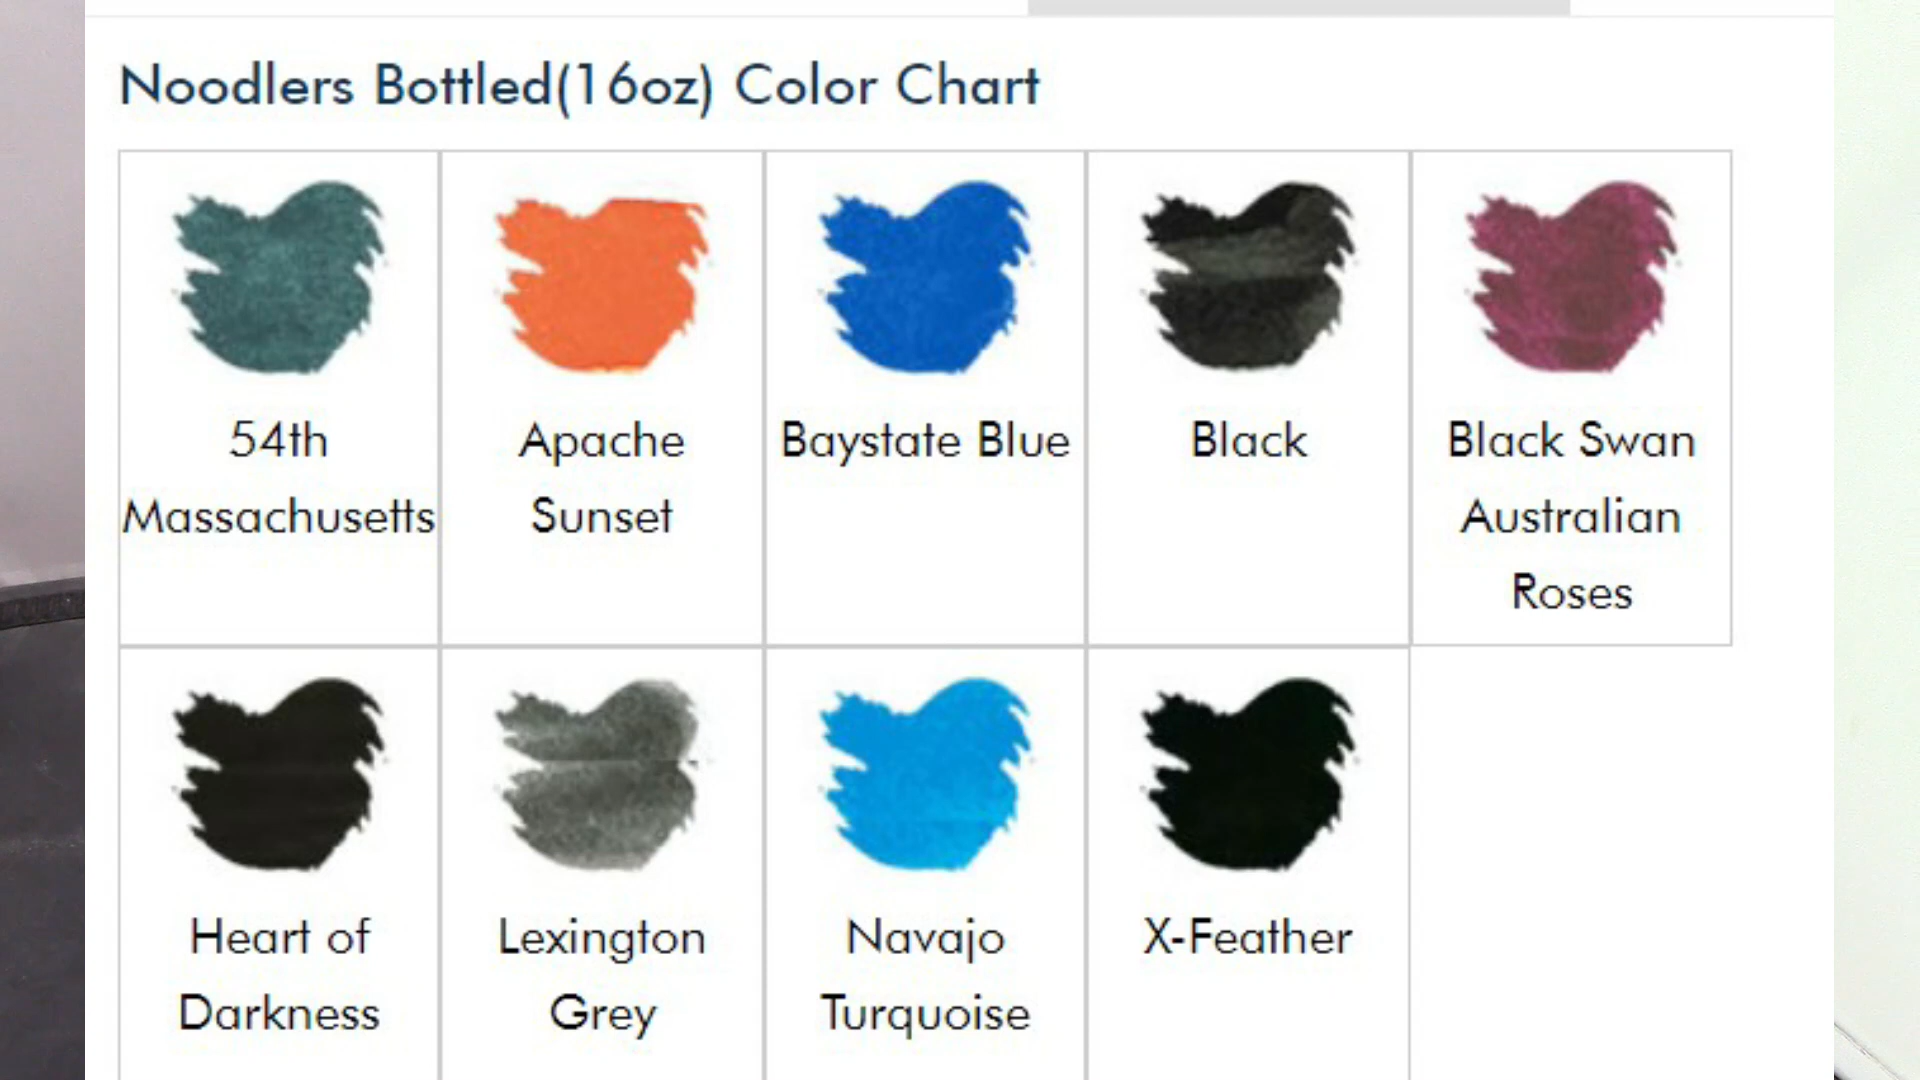 Noodlers Bottled(16oz) Color Chart
54th
Massachusetts
Apache
Sunset
Baystate Blue
Black
Black Swan
Australian
Roses
Heart of
Darkness
Lexington
Grey
Navajo
Turquoise
X-Feather